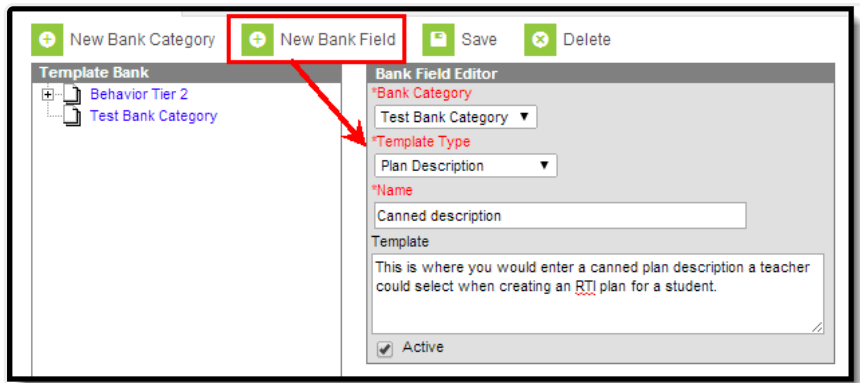 New Bank Category New Bank Field Save Delete
Template Bank
Behavior Tier 2
Test Bank Category
Bank Field Editor
*Bank Category
Test Bank Category
*Template Type
Plan Description
*Name
Canned description
Template
This is where you would enter a canned plan description a teacher
could select when creating an RTI plan for a student.
Active